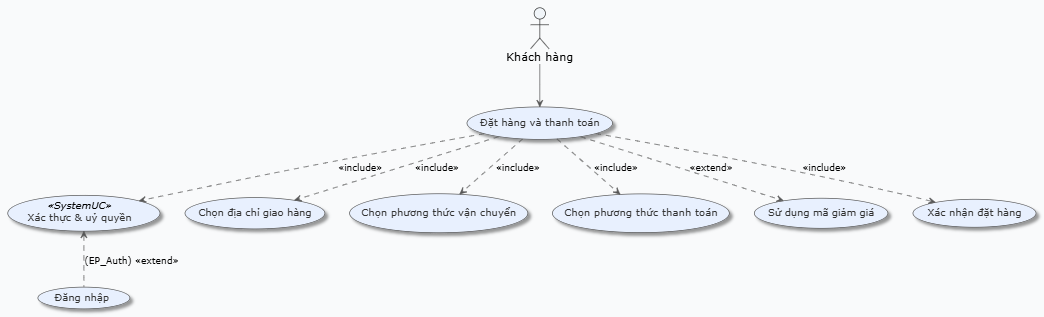 Khách hàng
Đặt hàng và thanh toán
«include»
«include»
«include»
«include»
«extend»
«include»
«SystemUC»
Xác thực & uỷ quyền
Chọn địa chỉ giao hàng
Chọn phương thức vận chuyển
Chọn phương thức thanh toán
Sử dụng mã giảm giá
Xác nhận đặt hàng
(EP_Auth) «extend»
Đăng nhập